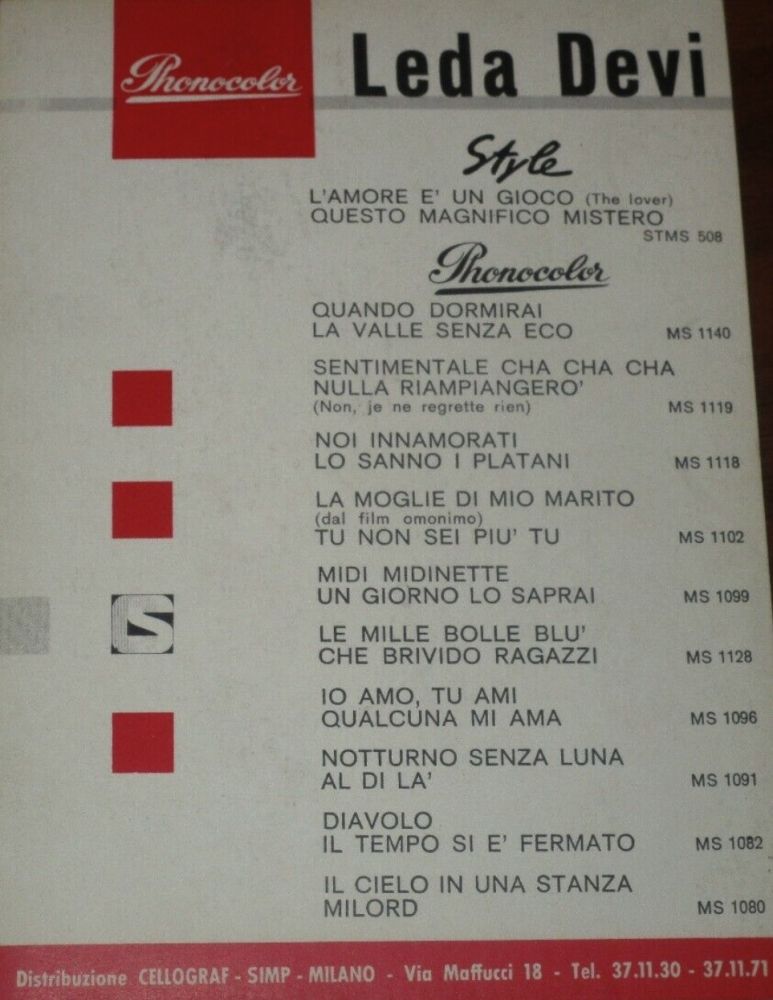 Phonocolor Leda Devi
Style
L'AMORE E' UN GIOCO (The lover)
QUESTO MAGNIFICO MISTERO
STMS 508
Phonocolor
QUANDO DORMIRAI
LA VALLE SENZA ECO MS 1140
SENTIMENTALE CHA CHA CHA
NULLA RIAMPIANGERO'
(Non, je ne regrette rien) MS 1119
NOI INNAMORATI
LO SANNO I PLATANI MS 1118
LA MOGLIE DI MIO MARITO
(dal film omonimo)
TU NON SEI PIU' TU MS 1102
MIDI MIDINETTE
UN GIORNO LO SAPRAI MS 1099
S
LE MILLE BOLLE BLU'
CHE BRIVIDO RAGAZZI MS 1128
IO AMO, TU AMI
QUALCUNA MI AMA MS 1096
NOTTURNO SENZA LUNA
AL DI LA' MS 1091
DIAVOLO
IL TEMPO SI E' FERMATO MS 1082
IL CIELO IN UNA STANZA
MILORD MS 1080
Distribuzione CELLOGRAF - SIMP - MILANO - Via Maffucci 18 - Tel. 37.11.30 - 37.11.71